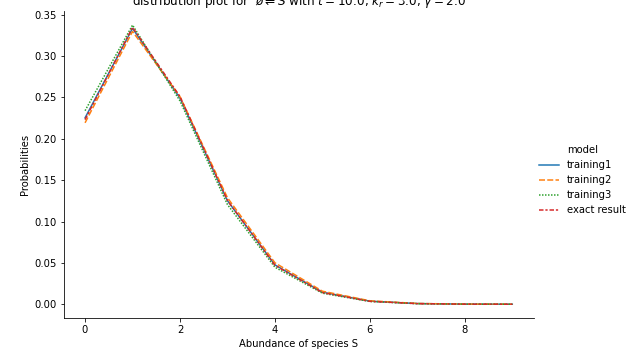 distribution plot for ø⇌S with t = 10.0, kᵣ = 3.0, γ = 2.0
0.35
0.30
0.25
0.20
0.15
0.10
0.05
0.00
Probabilities
0 2 4 6 8
Abundance of species S
model
training1
training2
training3
exact result